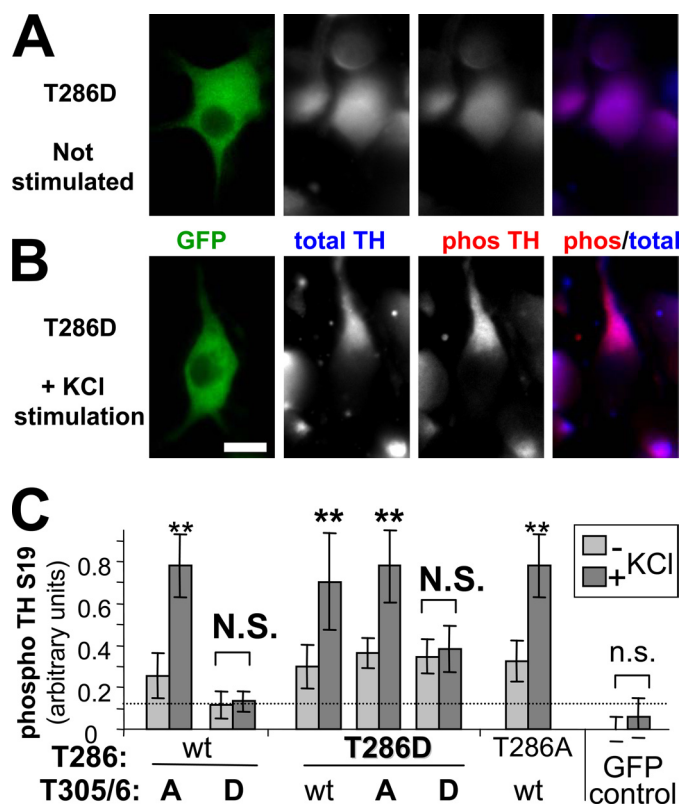 A
T286D
Not
stimulated
GFP total TH phos TH phos/total
B
T286D
+ KCl
stimulation
C
phospho TH S19
(arbitrary units)
0.8
0.6
0.4
0.2
0
** ** ** **
N.S. N.S. n.s.
- + KCl
T286: wt T286D T286A
T305/6: A D wt A D wt
GFP
control